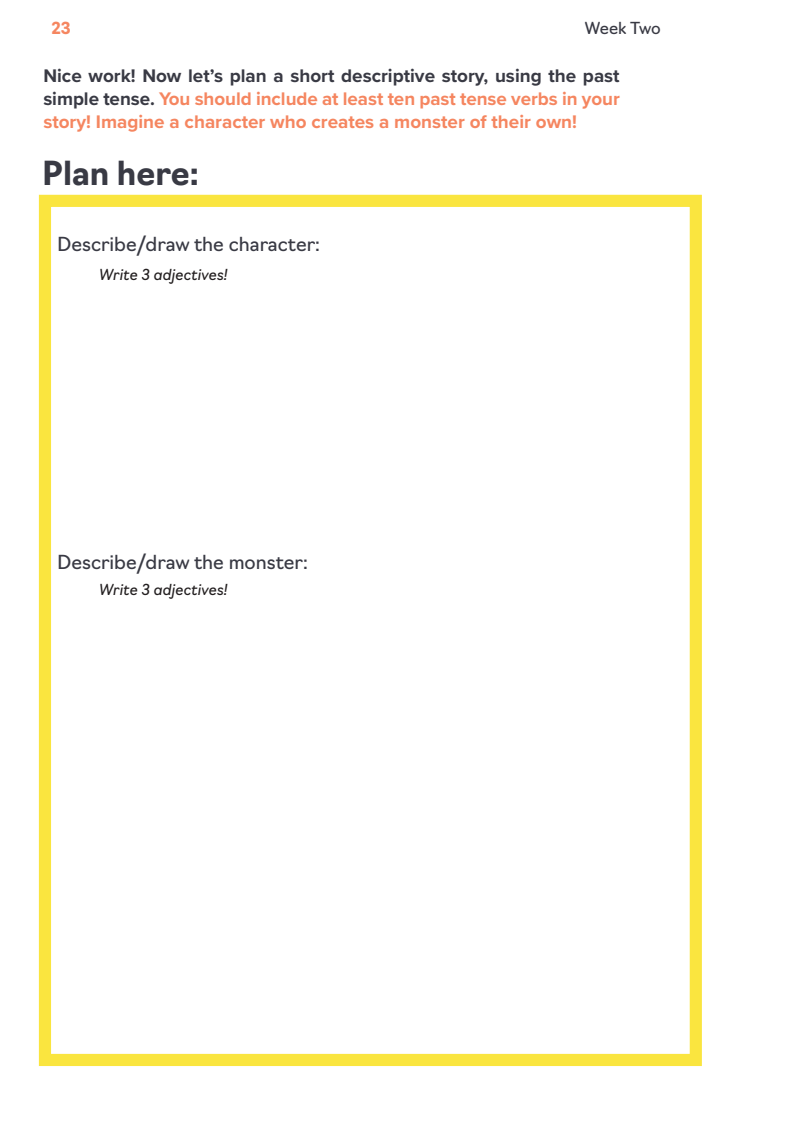 23
Week Two
Nice work! Now let’s plan a short descriptive story, using the past
simple tense. You should include at least ten past tense verbs in your
story! Imagine a character who creates a monster of their own!
Plan here:
Describe/draw the character:
Write 3 adjectives!
Describe/draw the monster:
Write 3 adjectives!